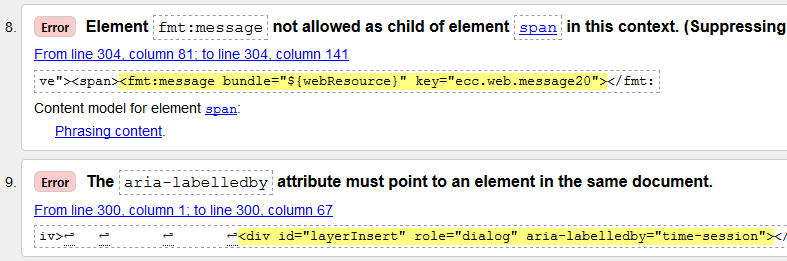 8. Error Element fmt:message not allowed as child of element span in this context. (Suppressing
From line 304, column 81; to line 304, column 141
ve"><span><fmt:message bundle="${webResource}" key="ecc.web.message20"></fmt:
Content model for element span:
Phrasing content.
9. Error The aria-labelledby attribute must point to an element in the same document.
From line 300, column 1; to line 300, column 67
iv>↩ ↩ ↩ ↩<div id="layerInsert" role="dialog" aria-labelledby="time-session"></